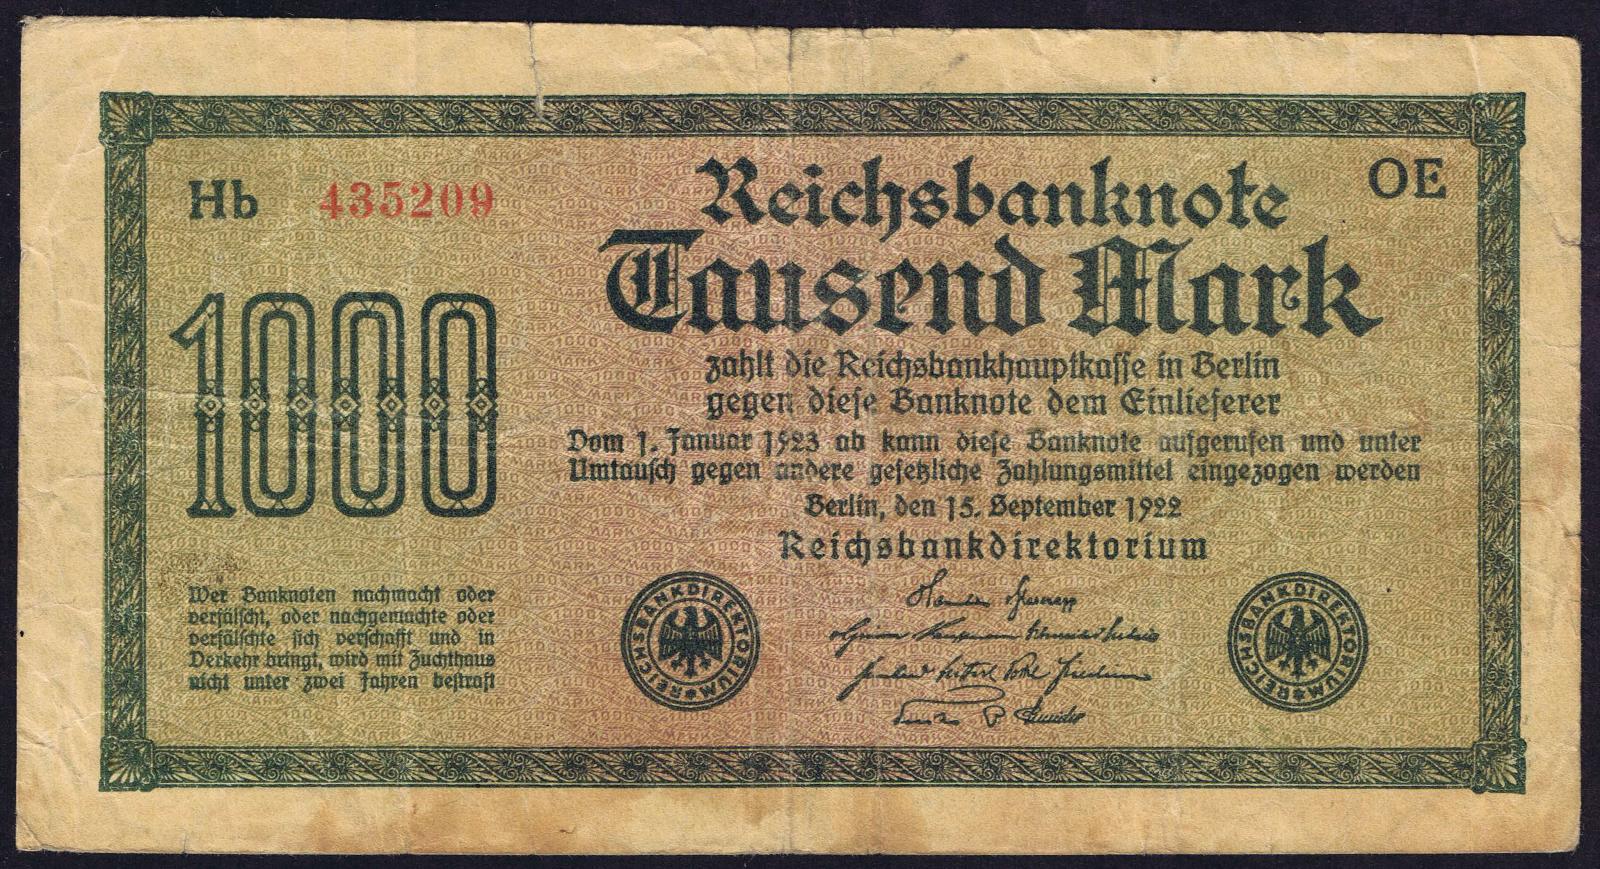 Hb 435209
OE
Reichsbanknote
Tausend Mark
1000
zahlt die Reichsbankhauptkasse in Berlin
gegen diese Banknote dem Einlieferer
Vom 1. Januar 1923 ab kann diese Banknote aufgerufen und unter
Umtausch gegen andere gesetzliche Zahlungsmittel eingezogen werden
Berlin, den 15. September 1922
Reichsbankdirektorium
Wer Banknoten nachmacht oder
verfälscht, oder nachgemachte oder
verfälschte sich verschafft und in
Verkehr bringt, wird mit Zuchthaus
nicht unter zwei Jahren bestraft
REICHSBANKDIREKTORIUM
REICHSBANKDIREKTORIUM